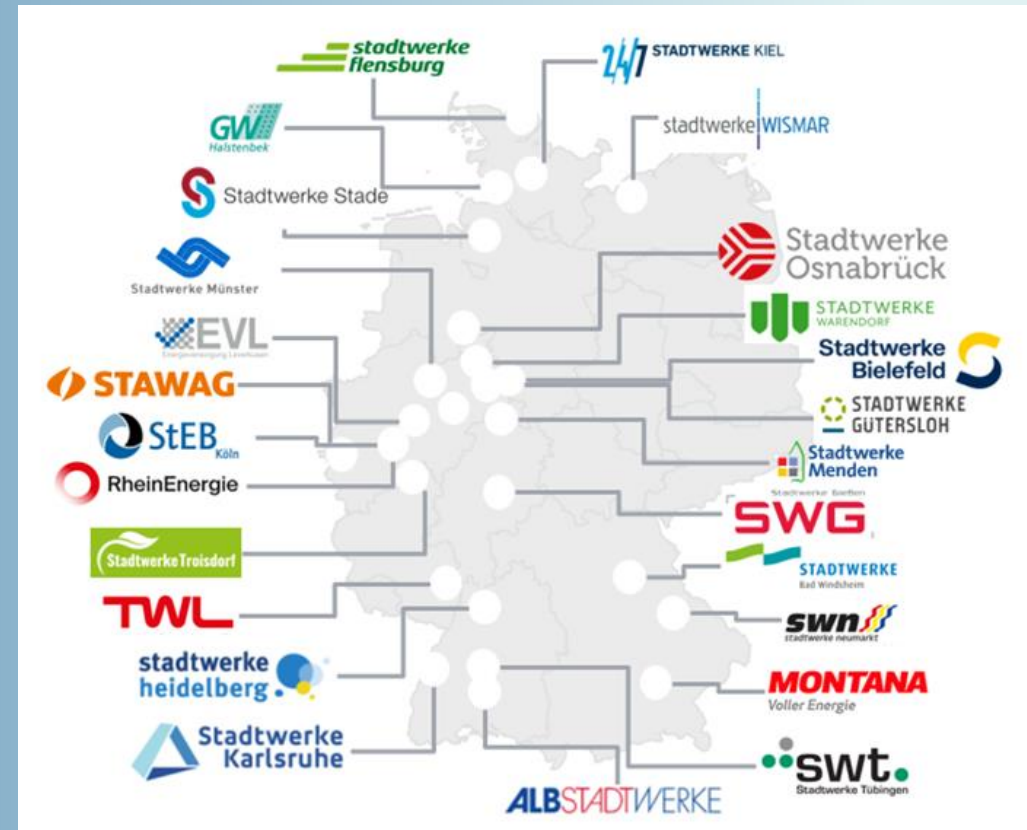 stadtwerke
flensburg
24/7 STADTWERKE KIEL
GW
Halstenbek
stadtwerke WISMAR
Stadtwerke Stade
Stadtwerke
Osnabrück
Stadtwerke Münster
STADTWERKE
WARENDORF
EVL
Energieversorgung Leverkusen
Stadtwerke
Bielefeld
STAWAG
STADTWERKE
GÜTERSLOH
StEB
Köln
Stadtwerke
Menden
RheinEnergie
Stadtwerke Gießen
SWG
StadtwerkeTroisdorf
STADTWERKE
Bad Windsheim
TWL
swn
stadtwerke neumarkt
stadtwerke
heidelberg
MONTANA
Voller Energie
Stadtwerke
Karlsruhe
swt.
Stadtwerke Tübingen
ALBSTADTWERKE